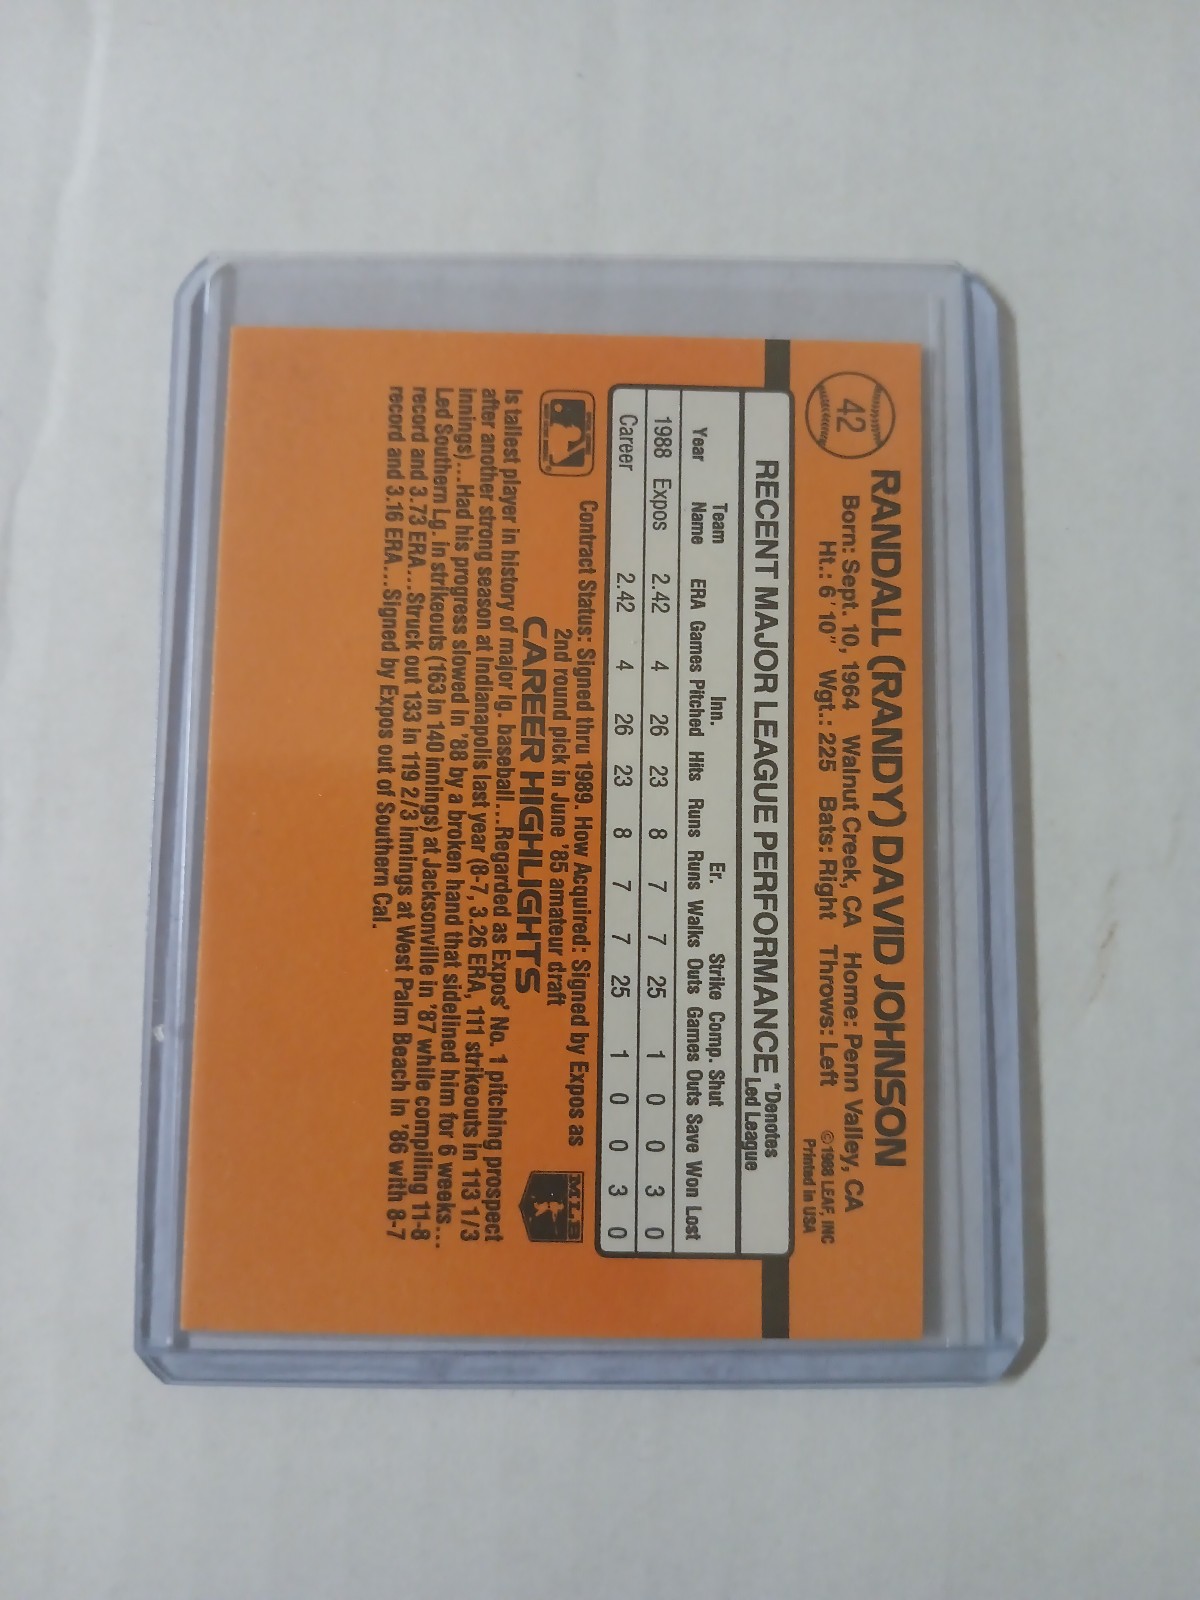 42
RANDALL (RANDY) DAVID JOHNSON
Born: Sept. 10, 1964 Walnut Creek, CA Home: Penn Valley, CA
Ht.: 6'10" Wgt.: 225 Bats: Right Throws: Left
©1988 LEAF, INC
Printed in USA
RECENT MAJOR LEAGUE PERFORMANCE
*Denotes
Led League
Team Inn. Er. Strike Comp. Shut
Year Name ERA Games Pitched Hits Runs Runs Walks Outs Games Outs Save Won Lost
1988 Expos 2.42 4 26 23 8 7 7 25 1 0 0 3 0
Career 2.42 4 26 23 8 7 7 25 1 0 0 3 0
Contract Status: Signed thru 1989. How Acquired: Signed by Expos as
2nd round pick in June '85 amateur draft
MLB
CAREER HIGHLIGHTS
Is tallest player in history of major lg. baseball...Regarded as Expos' No. 1 pitching prospect
after another strong season at Indianapolis last year (8-7, 3.26 ERA, 111 strikeouts in 113 1/3
innings)...Had his progress slowed in '88 by a broken hand that sidelined him for 6 weeks...
Led Southern Lg. in strikeouts (163 in 140 innings) at Jacksonville in '87 while compiling 11-8
record and 3.73 ERA...Struck out 133 in 119 2/3 innings at West Palm Beach in '86 with 8-7
record and 3.16 ERA...Signed by Expos out of Southern Cal.